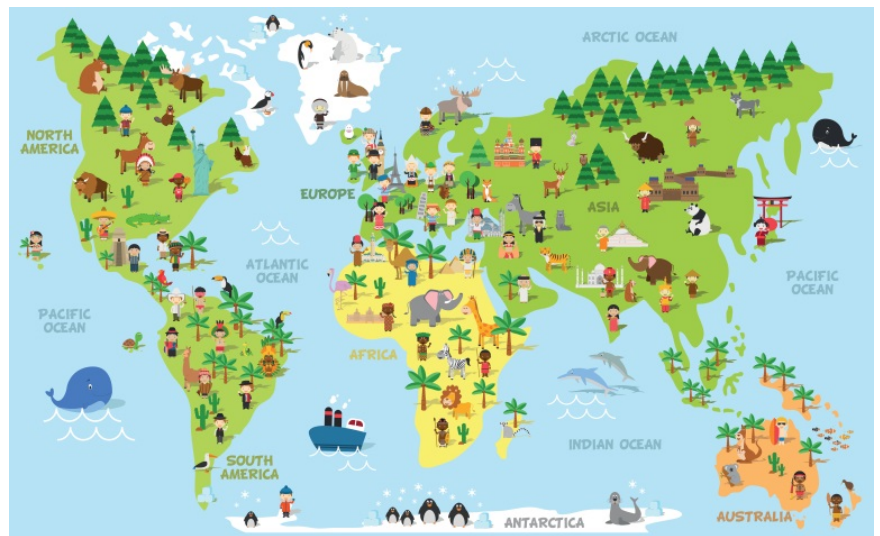 ARCTIC OCEAN
NORTH
AMERICA
EUROPE
ASIA
ATLANTIC
OCEAN
PACIFIC
OCEAN
PACIFIC
OCEAN
AFRICA
INDIAN OCEAN
SOUTH
AMERICA
ANTARCTICA
AUSTRALIA